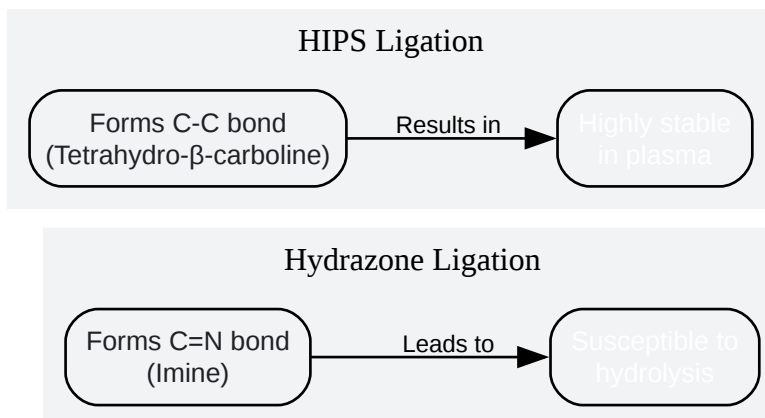 HIPS Ligation
Forms C-C bond
(Tetrahydro-β-carboline)
Results in
Highly stable
in plasma
Hydrazone Ligation
Forms C=N bond
(Imine)
Leads to
Susceptible to
hydrolysis